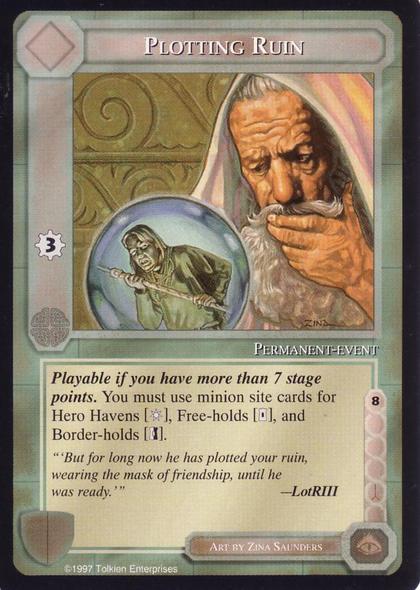 PLOTTING RUIN
3
ZINA
PERMANENT-EVENT
Playable if you have more than 7 stage
points. You must use minion site cards for
Hero Havens [], Free-holds [], and
Border-holds [].
8
“‘But for long now he has plotted your ruin,
wearing the mask of friendship, until he
was ready.’” —LotRIII
ART BY ZINA SAUNDERS
©1997 Tolkien Enterprises